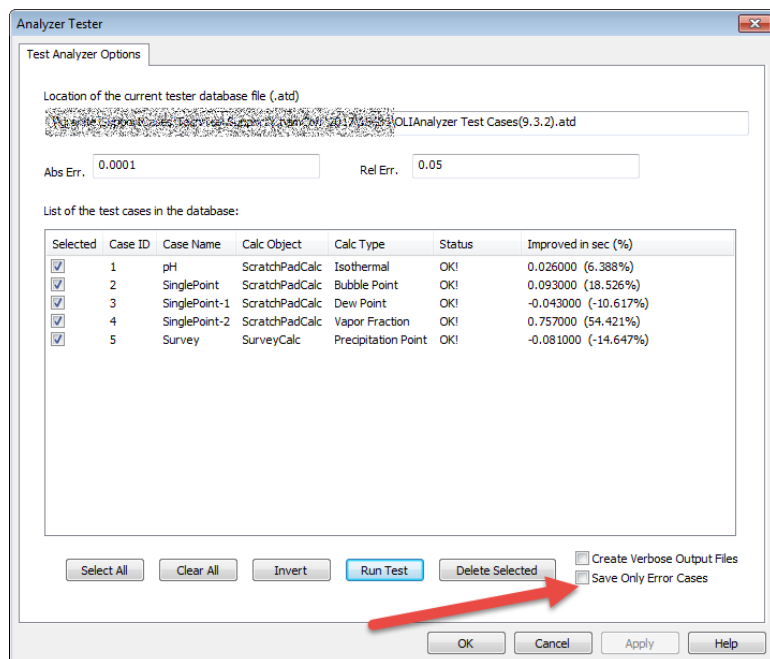 Analyzer Tester
Test Analyzer Options
Location of the current tester database file (.atd)
\OLIAnalyzer Test Cases(9.3.2).atd
Abs Err. 0.0001 Rel Err. 0.05
List of the test cases in the database:
Selected Case ID Case Name Calc Object Calc Type Status Improved in sec (%)
1 pH ScratchPadCalc Isothermal OK! 0.026000 (6.388%)
2 SinglePoint ScratchPadCalc Bubble Point OK! 0.093000 (18.526%)
3 SinglePoint-1 ScratchPadCalc Dew Point OK! -0.043000 (-10.617%)
4 SinglePoint-2 ScratchPadCalc Vapor Fraction OK! 0.757000 (54.421%)
5 Survey SurveyCalc Precipitation Point OK! -0.081000 (-14.647%)
Select All Clear All Invert Run Test Delete Selected
Create Verbose Output Files
Save Only Error Cases
OK Cancel Apply Help